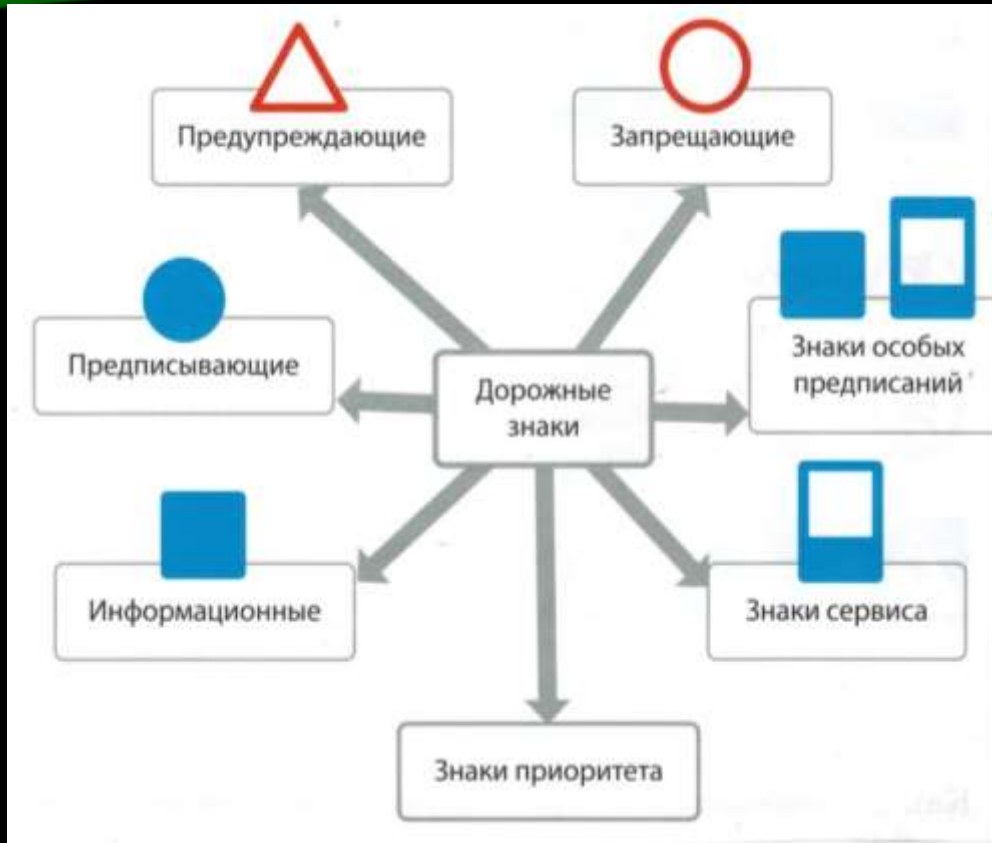 Предупреждающие
Запрещающие
Предписывающие
Знаки особых
предписаний
Дорожные
знаки
Информационные
Знаки сервиса
Знаки приоритета